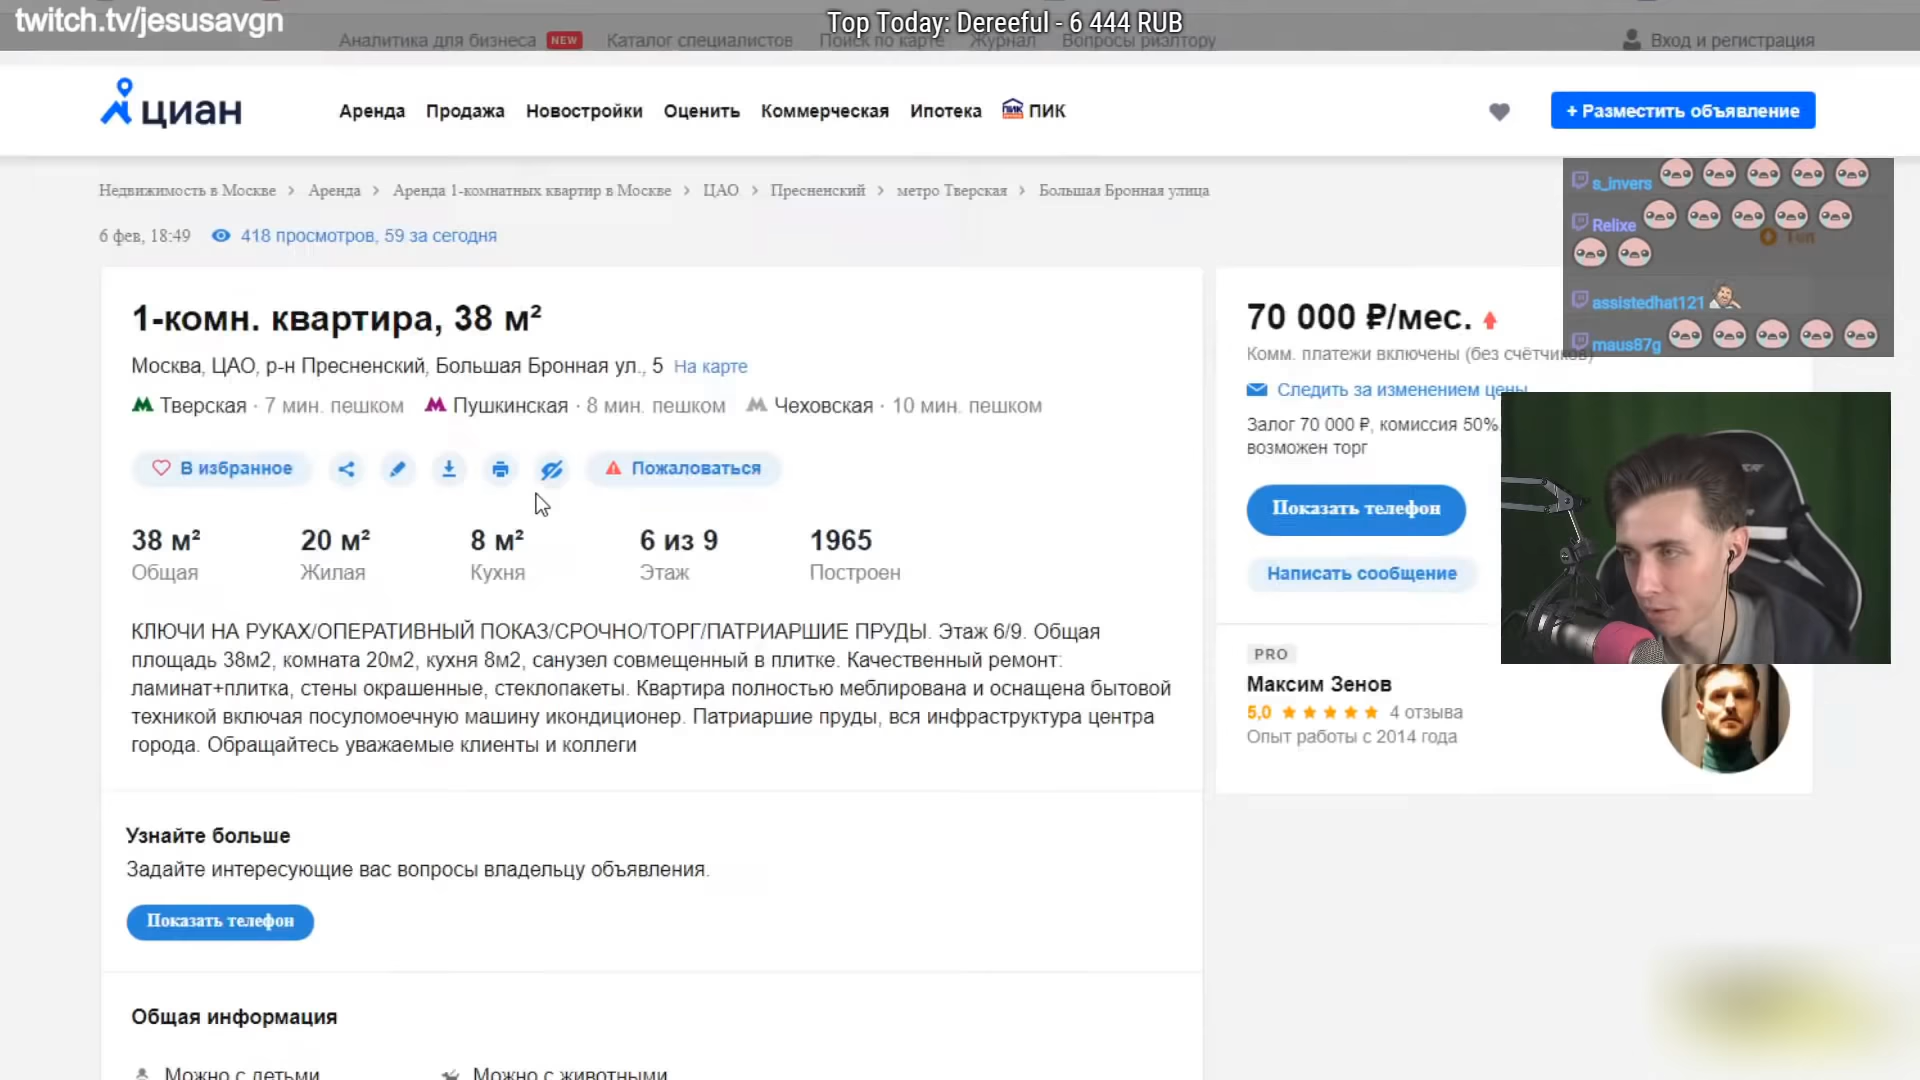 twitch.tv/jesusavgn
Top Today: Dereeful - 6 444 RUB
Аналитика для бизнеса NEW Каталог специалистов Поиск по карте Журнал Вопросы риэлтору Вход и регистрация
циан Аренда Продажа Новостройки Оценить Коммерческая Ипотека ПИК ПИК + Разместить объявление
Недвижимость в Москве > Аренда > Аренда 1-комнатных квартир в Москве > ЦАО > Пресненский > метро Тверская > Большая Бронная улица
6 фев, 18:49 418 просмотров, 59 за сегодня
s_invers
Relixe
Топ
assistedhat121
maus87g
1-комн. квартира, 38 м²
Москва, ЦАО, р-н Пресненский, Большая Бронная ул., 5 На карте
Тверская · 7 мин. пешком Пушкинская · 8 мин. пешком Чеховская · 10 мин. пешком
В избранное Пожаловаться
38 м² 20 м² 8 м² 6 из 9 1965
Общая Жилая Кухня Этаж Построен
КЛЮЧИ НА РУКАХ/ОПЕРАТИВНЫЙ ПОКАЗ/СРОЧНО/ТОРГ/ПАТРИАРШИЕ ПРУДЫ. Этаж 6/9. Общая
площадь 38м2, комната 20м2, кухня 8м2, санузел совмещенный в плитке. Качественный ремонт:
ламинат+плитка, стены окрашенные, стеклопакеты. Квартира полностью меблирована и оснащена бытовой
техникой включая посуломоечную машину икондиционер. Патриаршие пруды, вся инфраструктура центра
города. Обращайтесь уважаемые клиенты и коллеги
Узнайте больше
Задайте интересующие вас вопросы владельцу объявления.
Показать телефон
Общая информация
Можно с детьми Можно с животными
70 000 ₽/мес.
Комм. платежи включены (без счётчиков)
Следить за изменением цены
Залог 70 000 ₽, комиссия 50%,
возможен торг
Показать телефон
Написать сообщение
PRO
Максим Зенов
5,0 4 отзыва
Опыт работы с 2014 года